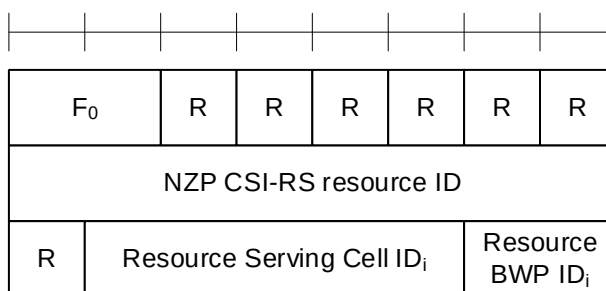 F₀ R R R R R R
NZP CSI-RS resource ID
R Resource Serving Cell IDᵢ Resource
BWP IDᵢ